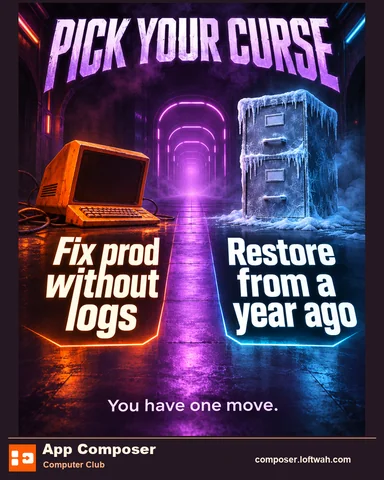 PICK YOUR CURSE
Fix prod
without
logs
Restore
from a
year ago
You have one move.
App Composer
Computer Club
composer.loftwah.com